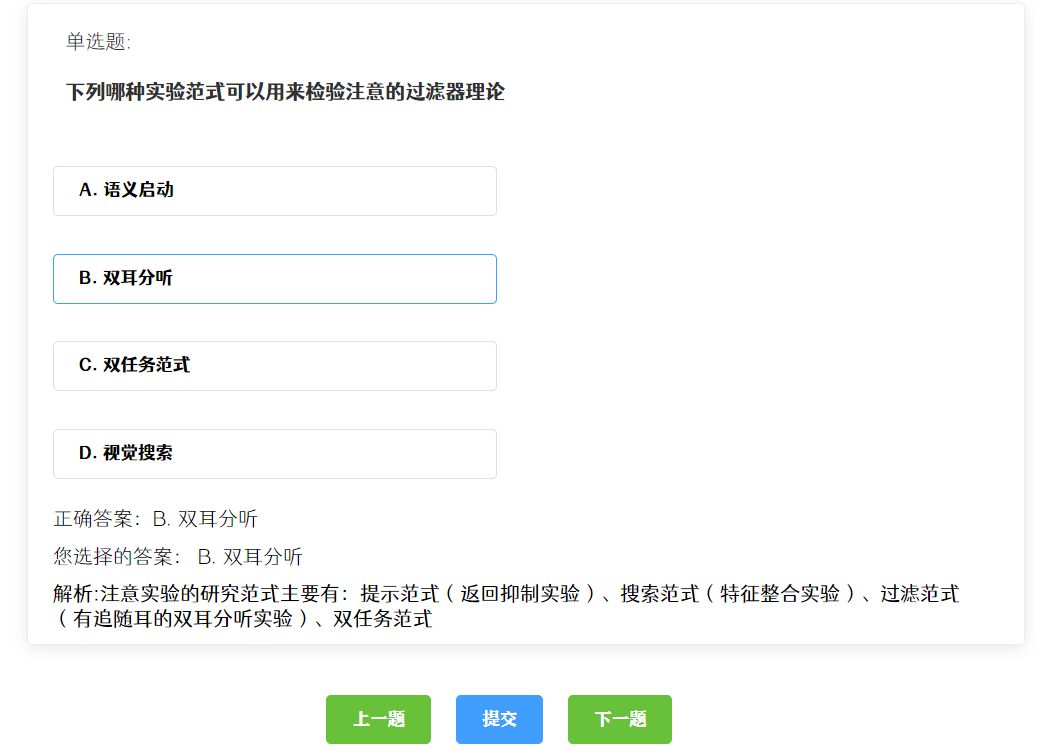 单选题:
下列哪种实验范式可以用来检验注意的过滤器理论
A. 语义启动
B. 双耳分听
C. 双任务范式
D. 视觉搜索
正确答案：B. 双耳分听
您选择的答案： B. 双耳分听
解析:注意实验的研究范式主要有：提示范式（返回抑制实验）、搜索范式（特征整合实验）、过滤范式
（有追随耳的双耳分听实验）、双任务范式
上一题
提交
下一题